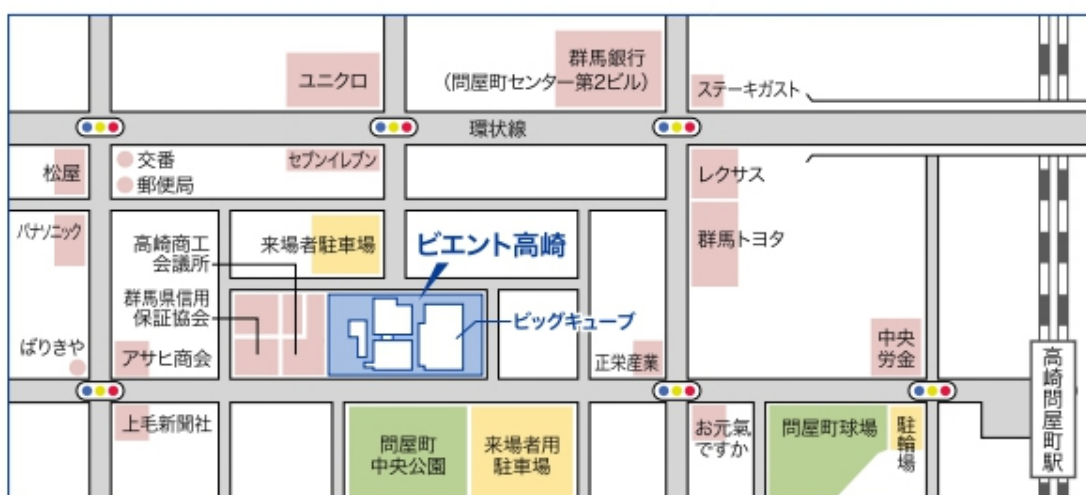 ユニクロ
群馬銀行
(問屋町センター第2ビル)
ステーキガスト
環状線
松屋
交番
郵便局
セブンイレブン
レクサス
パナソニック
高崎商工
会議所
来場者駐車場
ビエント高崎
群馬トヨタ
群馬県信用
保証協会
ビッグキューブ
ばりきや
アサヒ商会
正栄産業
中央
労金
高崎問屋町駅
上毛新聞社
問屋町
中央公園
来場者用
駐車場
お元氣
ですか
問屋町球場
駐輪場